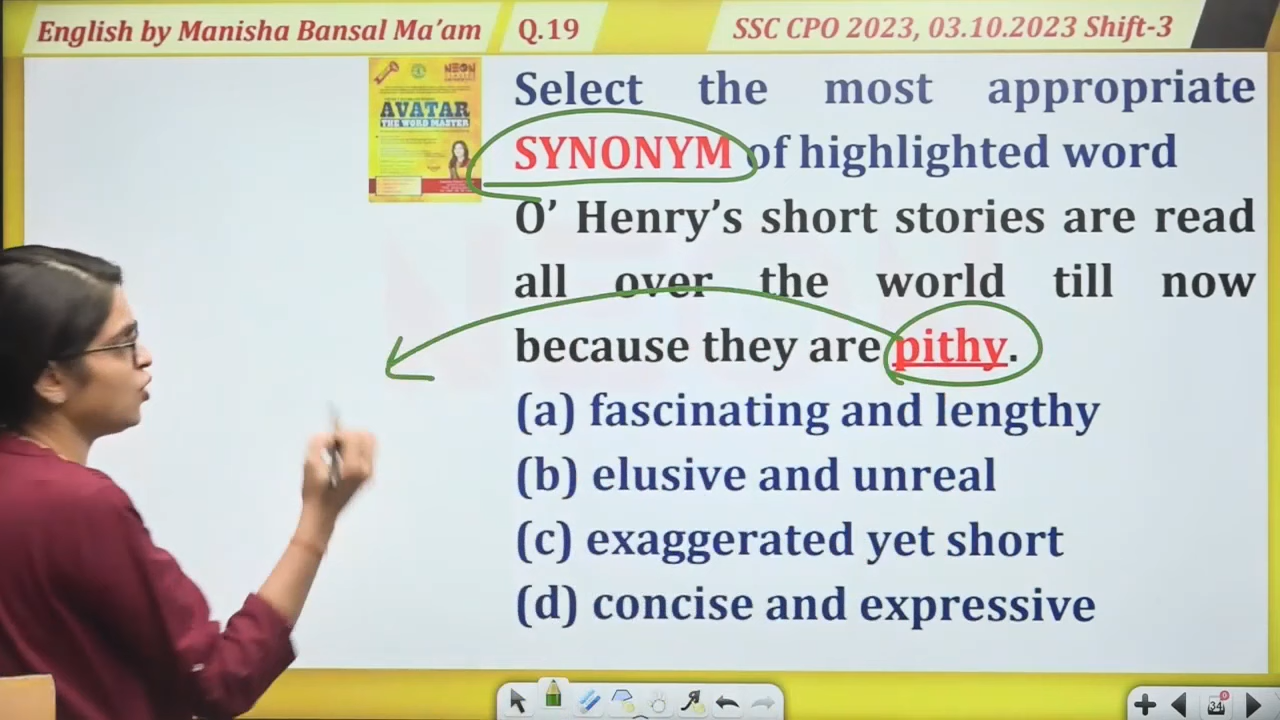 English by Manisha Bansal Ma'am
Q.19
SSC CPO 2023, 03.10.2023 Shift-3
NEON
AVATAR
THE WORD MASTER
Select the most appropriate
SYNONYM of highlighted word
O' Henry's short stories are read
all over the world till now
because they are pithy.
(a) fascinating and lengthy
(b) elusive and unreal
(c) exaggerated yet short
(d) concise and expressive
34